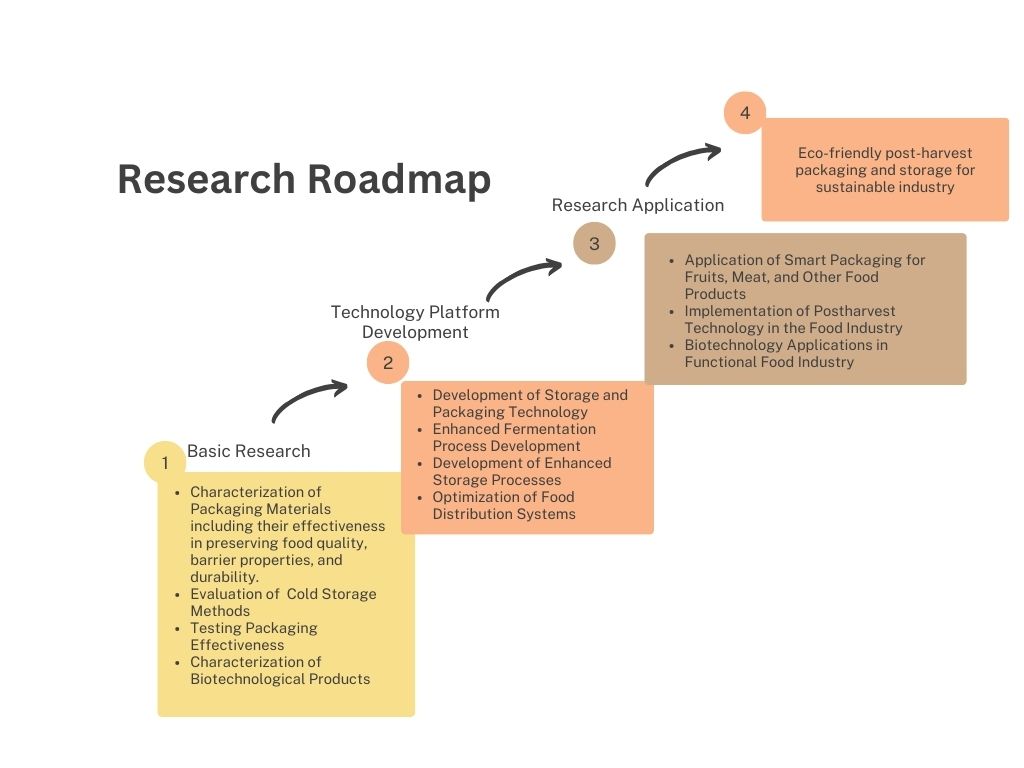 Research Roadmap
1
Basic Research
• Characterization of
Packaging Materials
including their effectiveness
in preserving food quality,
barrier properties, and
durability.
• Evaluation of  Cold Storage
Methods
• Testing Packaging
Effectiveness
• Characterization of
Biotechnological Products
Technology Platform
Development
2
• Development of Storage and
Packaging Technology
• Enhanced Fermentation
Process Development
• Development of Enhanced
Storage Processes
• Optimization of Food
Distribution Systems
Research Application
3
• Application of Smart Packaging for
Fruits, Meat, and Other Food
Products
• Implementation of Postharvest
Technology in the Food Industry
• Biotechnology Applications in
Functional Food Industry
4
Eco-friendly post-harvest
packaging and storage for
sustainable industry